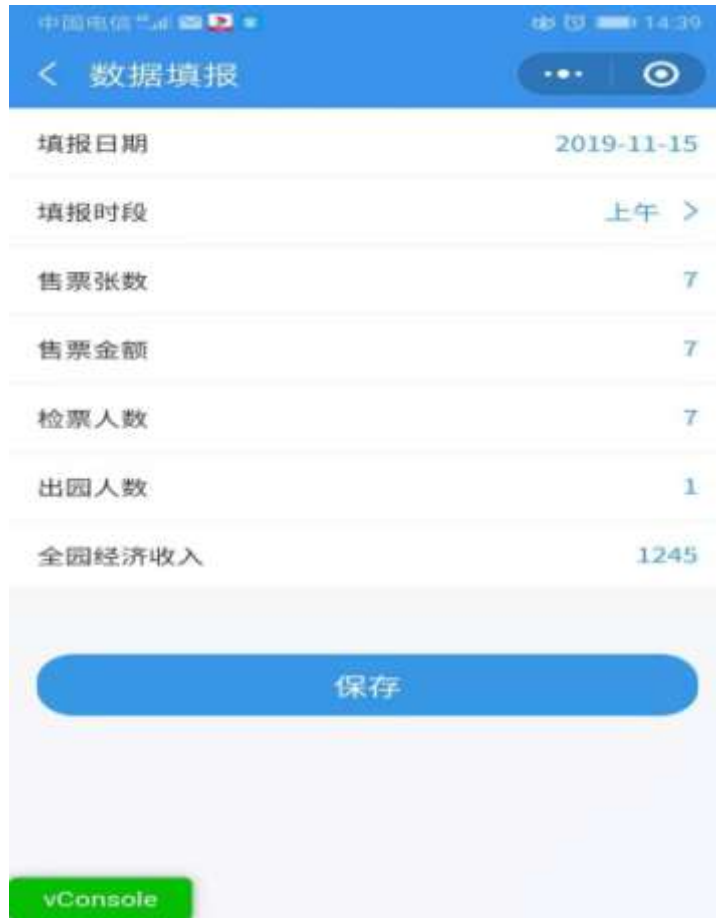 中国电信 14:39
数据填报
填报日期 2019-11-15
填报时段 上午 >
售票张数 7
售票金额 7
检票人数 7
出园人数 1
全园经济收入 1245
保存
vConsole